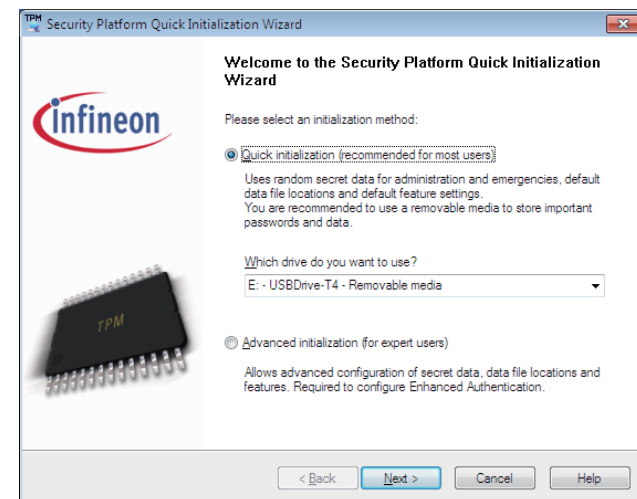 TPM
Security Platform Quick Initialization Wizard
Welcome to the Security Platform Quick Initialization
Wizard
infineon
Please select an initialization method:
Quick initialization (recommended for most users)
Uses random secret data for administration and emergencies, default
data file locations and default feature settings.
You are recommended to use a removable media to store important
passwords and data.
Which drive do you want to use?
E: - USBDrive-T4 - Removable media
TPM
Advanced initialization (for expert users)
Allows advanced configuration of secret data, data file locations and
features. Required to configure Enhanced Authentication.
< Back Next > Cancel Help